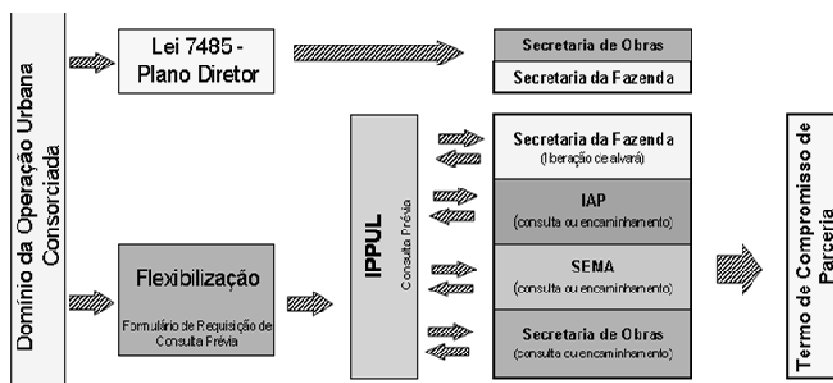 Domínio da Operação Urbana
Consorciada
Lei 7485 -
Plano Diretor
Secretaria de Obras
Secretaria da Fazenda
Flexibilização
Formulário de Requisição de
Consulta Prévia
IPPUL
Consulta Prévia
Secretaria da Fazenda
(liberação de alvará)
IAP
(consulta ou encaminhamento)
SEMA
(consulta ou encaminhamento)
Secretaria de Obras
(consulta ou encaminhamento)
Termo de Compromisso de
Parceria